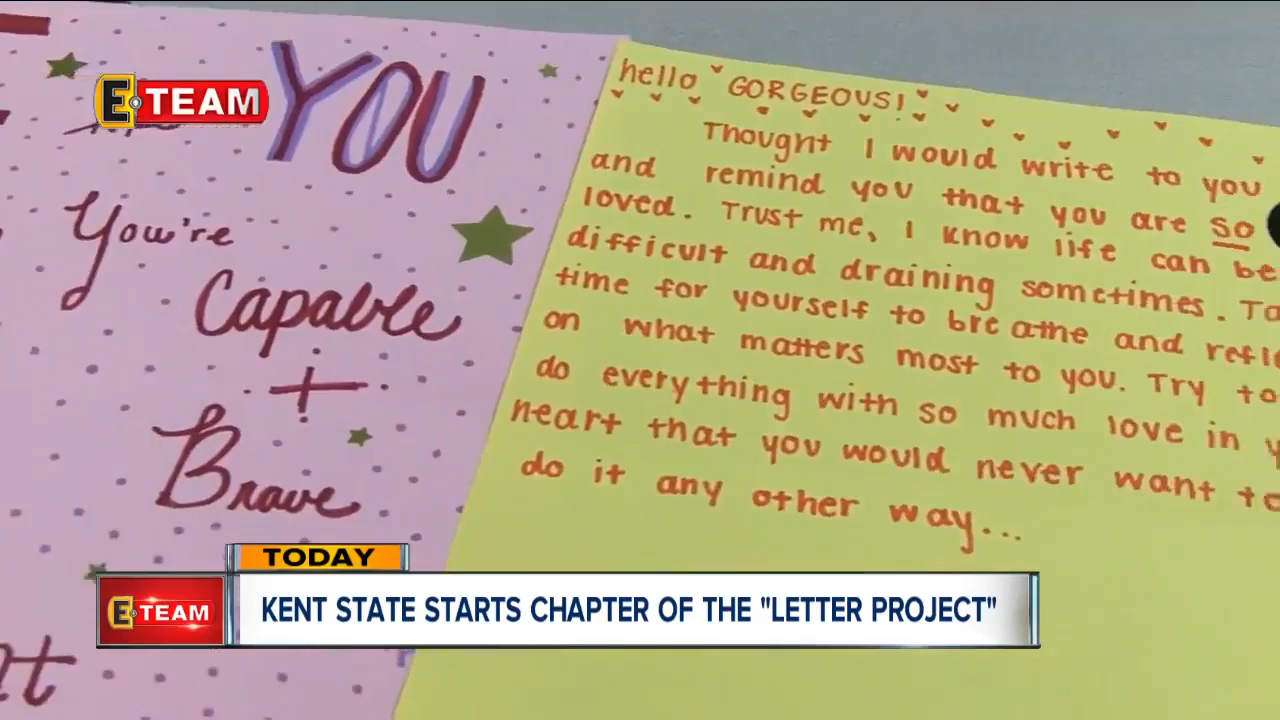 YOU
E TEAM
You're
Capable
+
Brave
hello GORGEOUS!
Thought I would write to you
and remind you that you are so
loved. Trust me, I know life can be
difficult and draining sometimes. Ta
time for yourself to breathe and refle
on what matters most to you. Try to
do everything with so much love in y
heart that you would never want to
do it any other way...
TODAY
E TEAM
KENT STATE STARTS CHAPTER OF THE "LETTER PROJECT"